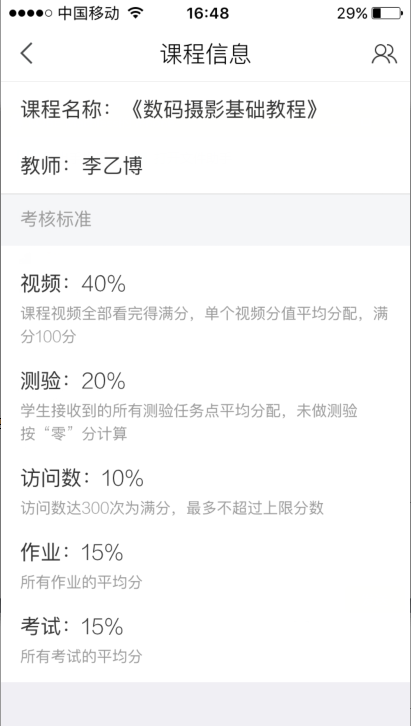 中国移动 16:48 29%
课程信息
课程名称：《数码摄影基础教程》
教师：李乙博
考核标准
视频：40%
课程视频全部看完得满分，单个视频分值平均分配，满
分100分
测验：20%
学生接收到的所有测验任务点平均分配，未做测验
按“零”分计算
访问数：10%
访问数达300次为满分，最多不超过上限分数
作业：15%
所有作业的平均分
考试：15%
所有考试的平均分